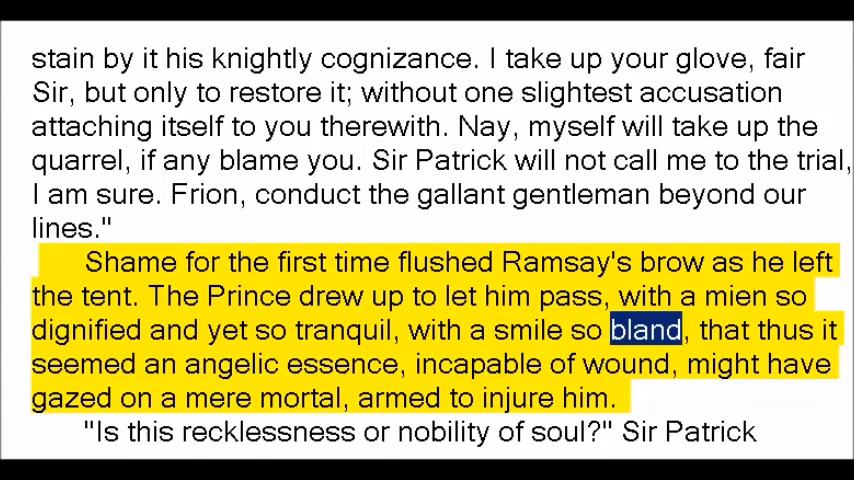 stain by it his knightly cognizance. I take up your glove, fair
Sir, but only to restore it; without one slightest accusation
attaching itself to you therewith. Nay, myself will take up the
quarrel, if any blame you. Sir Patrick will not call me to the trial,
I am sure. Frion, conduct the gallant gentleman beyond our
lines."
Shame for the first time flushed Ramsay's brow as he left
the tent. The Prince drew up to let him pass, with a mien so
dignified and yet so tranquil, with a smile so bland, that thus it
seemed an angelic essence, incapable of wound, might have
gazed on a mere mortal, armed to injure him.
"Is this recklessness or nobility of soul?" Sir Patrick